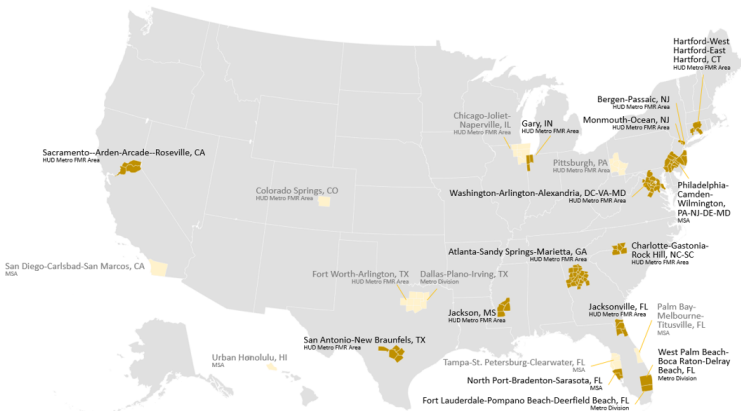 Hartford-West
Hartford-East
Hartford, CT
HUD Metro FMR Area
Bergen-Passaic, NJ
HUD Metro FMR Area
Chicago-Joliet-
Naperville, IL
HUD Metro FMR Area
Gary, IN
HUD Metro FMR Area
Monmouth-Ocean, NJ
HUD Metro FMR Area
Sacramento--Arden-Arcade--Roseville, CA
HUD Metro FMR Area
Pittsburgh, PA
HUD Metro FMR Area
Colorado Springs, CO
HUD Metro FMR Area
Washington-Arlington-Alexandria, DC-VA-MD
HUD Metro FMR Area
Philadelphia-
Camden-
Wilmington,
PA-NJ-DE-MD
MSA
San Diego-Carlsbad-San Marcos, CA
MSA
Atlanta-Sandy Springs-Marietta, GA
HUD Metro FMR Area
Charlotte-Gastonia-
Rock Hill, NC-SC
HUD Metro FMR Area
Fort Worth-Arlington, TX
HUD Metro FMR Area
Dallas-Plano-Irving, TX
Metro Division
Jackson, MS
HUD Metro FMR Area
Jacksonville, FL
HUD Metro FMR Area
Palm Bay-
Melbourne-
Titusville, FL
MSA
San Antonio-New Braunfels, TX
HUD Metro FMR Area
Urban Honolulu, HI
MSA
Tampa-St. Petersburg-Clearwater, FL
MSA
West Palm Beach-
Boca Raton-Delray
Beach, FL
Metro Division
North Port-Bradenton-Sarasota, FL
MSA
Fort Lauderdale-Pompano Beach-Deerfield Beach, FL
Metro Division